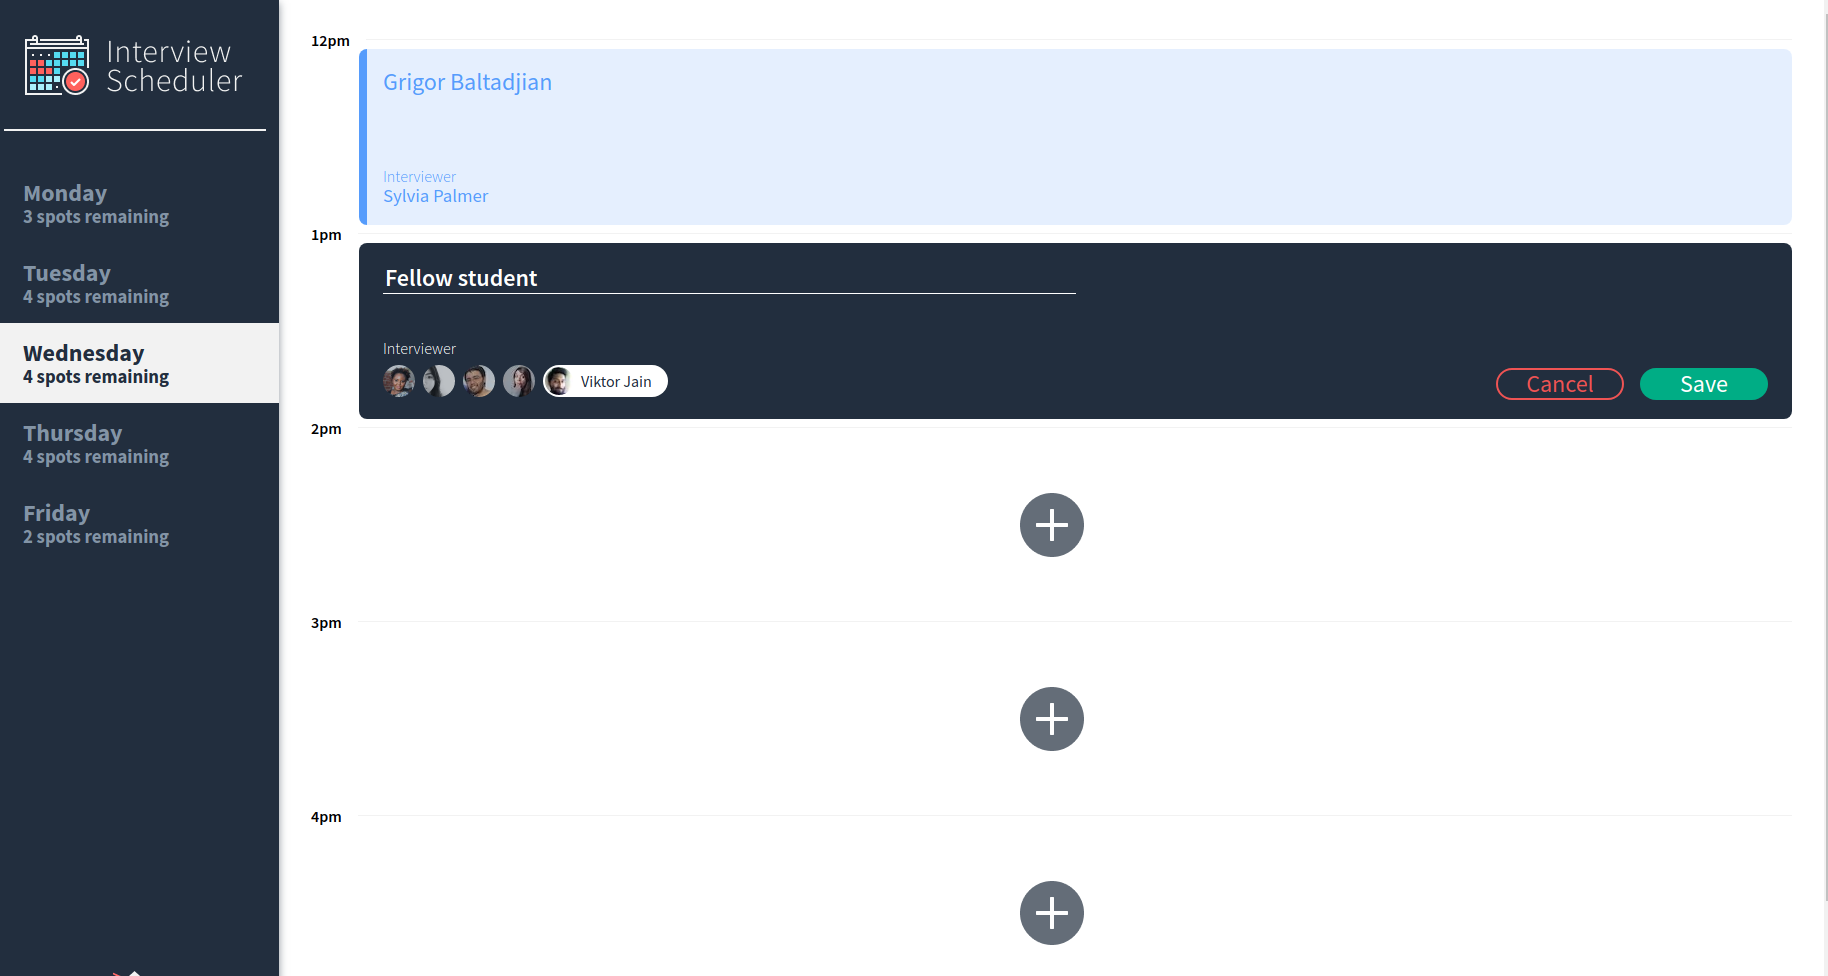 Interview
Scheduler
Monday
3 spots remaining
Tuesday
4 spots remaining
Wednesday
4 spots remaining
Thursday
4 spots remaining
Friday
2 spots remaining
12pm
Grigor Baltadjian
Interviewer
Sylvia Palmer
1pm
Fellow student
Interviewer
Viktor Jain
Cancel
Save
2pm
3pm
4pm